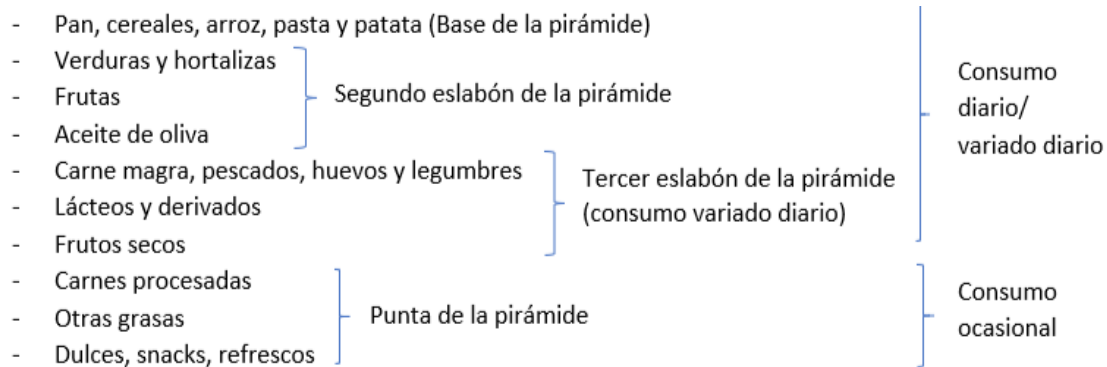 - Pan, cereales, arroz, pasta y patata (Base de la pirámide)
- Verduras y hortalizas
- Frutas
- Aceite de oliva
Segundo eslabón de la pirámide
- Carne magra, pescados, huevos y legumbres
- Lácteos y derivados
- Frutos secos
Tercer eslabón de la pirámide
(consumo variado diario)
Consumo
diario/
variado diario
- Carnes procesadas
- Otras grasas
- Dulces, snacks, refrescos
Punta de la pirámide
Consumo
ocasional